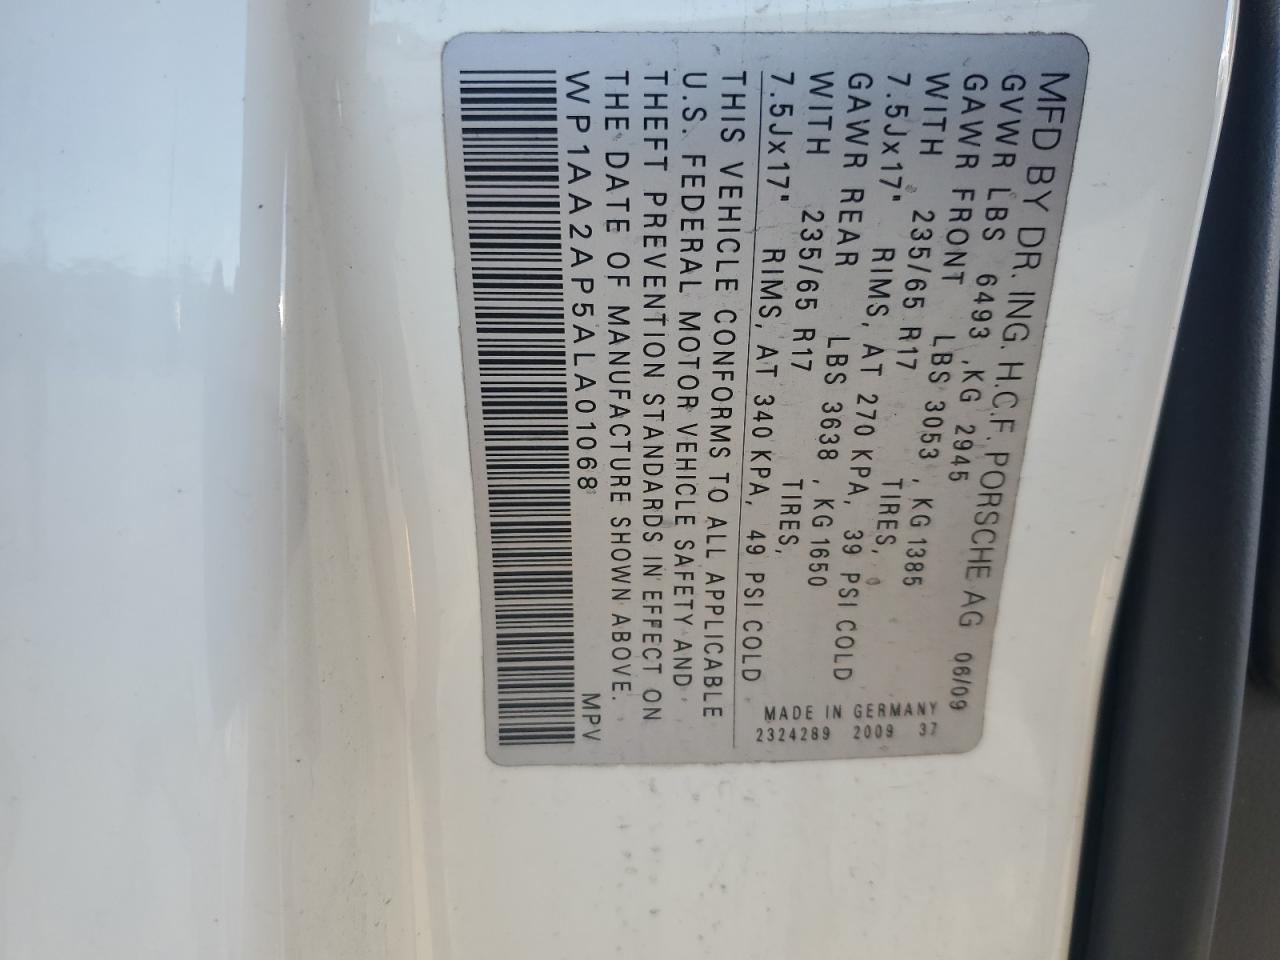 MFD BY DR. ING. H.C.F. PORSCHE AG 06/09
GVWR LBS 6493 ,KG 2945
GAWR FRONT LBS 3053 , KG 1385
WITH 235/65 R17 TIRES,
7.5Jx17" RIMS, AT 270 KPA, 39 PSI COLD
GAWR REAR LBS 3638 , KG 1650
WITH 235/65 R17 TIRES,
7.5Jx17" RIMS, AT 340 KPA, 49 PSI COLD
MADE IN GERMANY
2324289 2009 37
THIS VEHICLE CONFORMS TO ALL APPLICABLE
U.S. FEDERAL MOTOR VEHICLE SAFETY AND
THEFT PREVENTION STANDARDS IN EFFECT ON
THE DATE OF MANUFACTURE SHOWN ABOVE.
WP1AA2AP5ALA01068 MPV